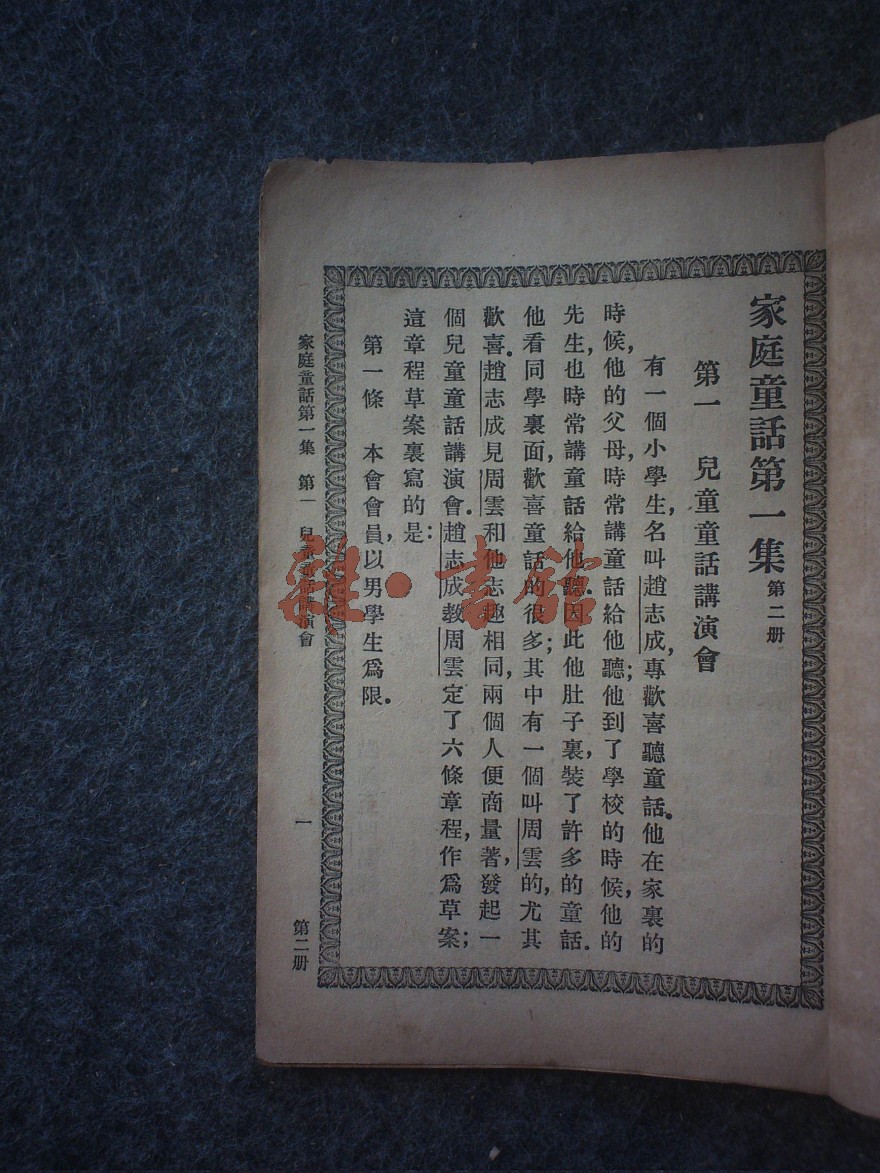 家庭童話第一集 第二册
第一 兒童童話講演會
有一個小學生，名叫趙志成，專歡喜聽童話。他在家裏的
時候，他的父母，時常講童話給他聽；他到了學校的時候，他的
先生，也時常講童話給他聽。因此他肚子裏，裝了許多的童話。
他看同學裏面，歡喜童話的很多；其中有一個叫周雲的，尤其
歡喜。趙志成見周雲和他志趣相同，兩個人便商量著，發起一
個兒童童話講演會。趙志成教周雲定了六條章程，作爲草案；
這章程草案裏寫的是：
第一條 本會會員，以男學生爲限。
家庭童話第一集 第一 兒童童話講演會 一 第二册
雜·書館